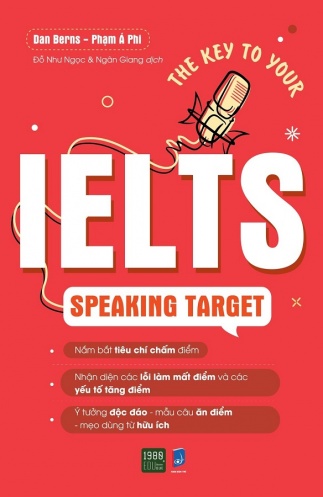 Dan Berns - Phạm Á Phi
Đỗ Như Ngọc & Ngân Giang dịch
THE KEY TO YOUR
IELTS
SPEAKING TARGET
Nắm bắt tiêu chí chấm điểm
Nhận diện các lỗi làm mất điểm và các
yếu tố tăng điểm
Ý tưởng độc đáo - mẫu câu ăn điểm
- mẹo dùng từ hữu ích
1980
EDU